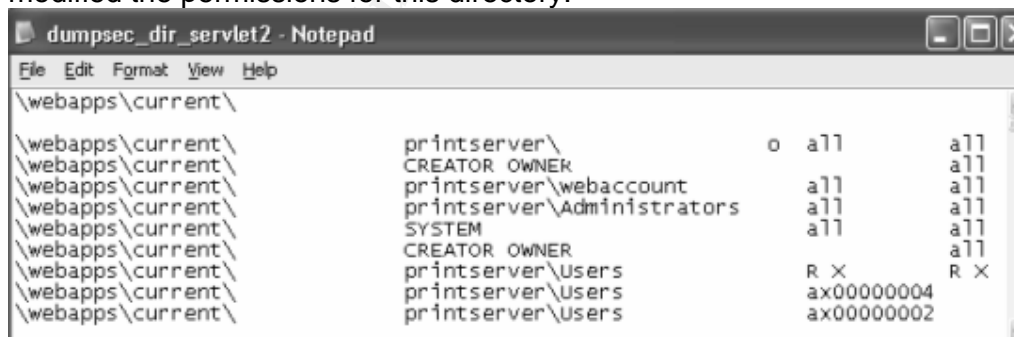 modified the permissions for this directory.
dumpsec_dir_servlet2 - Notepad
File Edit Format View Help
\webapps\current\
\webapps\current\ printserver\ o all all
\webapps\current\ CREATOR OWNER all
\webapps\current\ printserver\webaccount all all
\webapps\current\ printserver\Administrators all all
\webapps\current\ SYSTEM all all
\webapps\current\ CREATOR OWNER all
\webapps\current\ printserver\Users R X R X
\webapps\current\ printserver\Users ax00000004
\webapps\current\ printserver\Users ax00000002